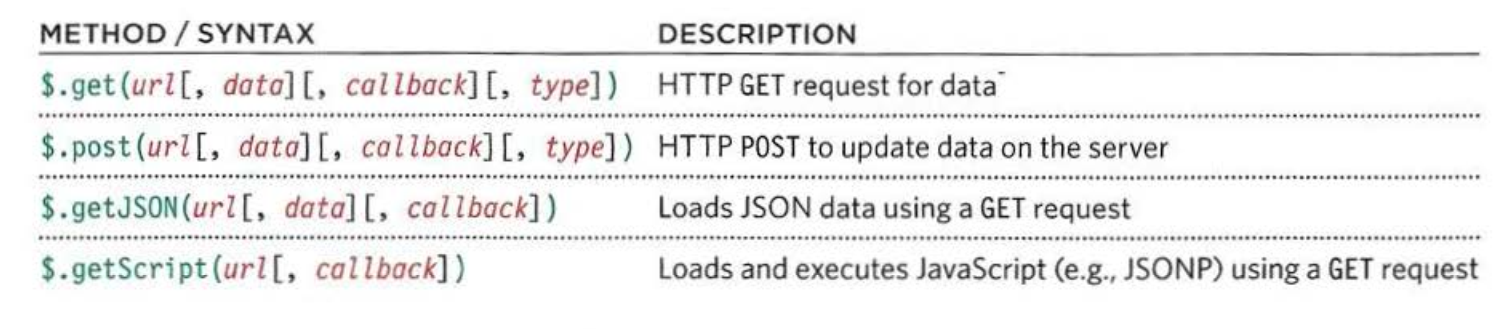 METHOD / SYNTAX DESCRIPTION
$.get(url[, data][, callback][, type]) HTTP GET request for data
$.post(url[, data][, callback][, type]) HTTP POST to update data on the server
$.getJSON(url[, data][, callback]) Loads JSON data using a GET request
$.getScript(url[, callback]) Loads and executes JavaScript (e.g., JSONP) using a GET request